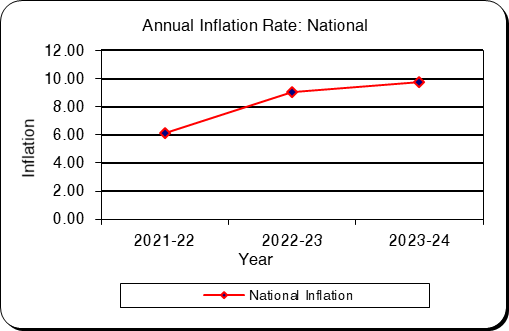 Annual Inflation Rate: National
12.00
10.00
8.00
6.00
4.00
2.00
0.00
Inflation
2021-22 2022-23 2023-24
Year
National Inflation